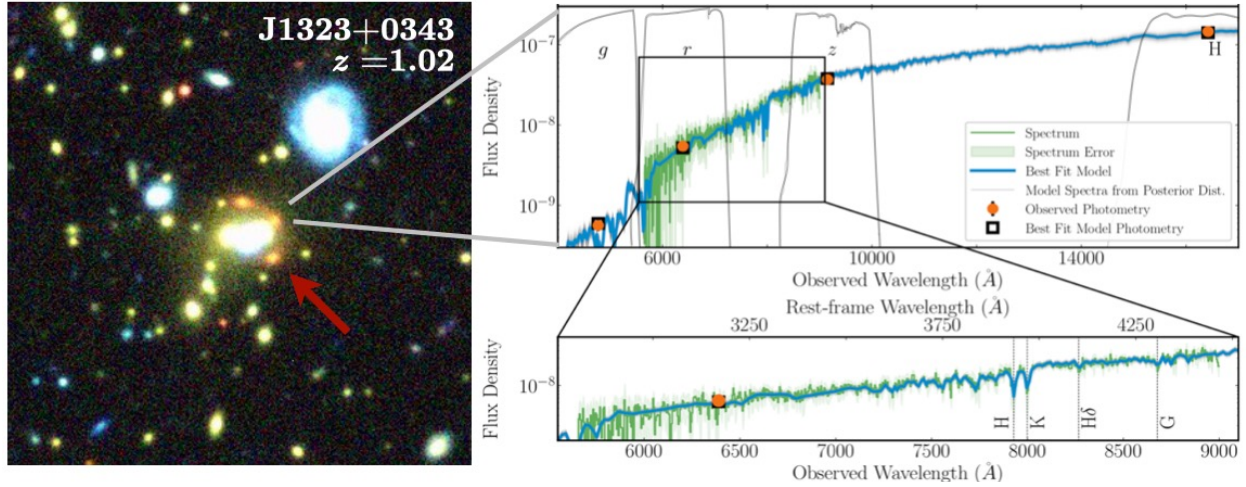 J1323+0343
z =1.02
Flux Density
10⁻⁷
10⁻⁸
10⁻⁹
g
r
z
H
Spectrum
Spectrum Error
Best Fit Model
Model Spectra from Posterior Dist.
Observed Photometry
Best Fit Model Photometry
6000
10000
14000
Observed Wavelength (Å)
Rest-frame Wavelength (Å)
3250
3750
4250
Flux Density
10⁻⁸
H
K
Hδ
G
6000
6500
7000
7500
8000
8500
9000
Observed Wavelength (Å)